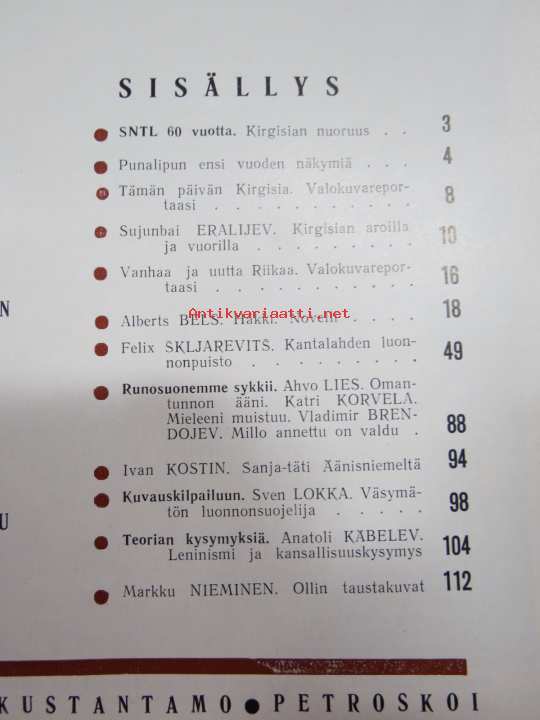 SISÄLLYS
SNTL 60 vuotta. Kirgisian nuoruus . . 3
Punalipun ensi vuoden näkymiä . . . 4
Tämän päivän Kirgisia. Valokuvarepor-
taasi . . . . . . . . . . . 8
Sujunbai ERALIJEV. Kirgisian aroilla
ja vuorilla . . . . . . . . . 10
Vanhaa ja uutta Riikaa. Valokuvarepor-
taasi . . . . . . . . . . . 16
Antikvariaatti.net
Alberts BELS. Häkki. Novelli . . . . 18
Felix SKLJAREVITS. Kantalahden luon-
nonpuisto . . . . . . . . . 49
Runosuonemme sykkii. Ahvo LIES. Oman-
tunnon ääni. Katri KORVELA.
Mieleeni muistuu. Vladimir BREN-
DOJEV. Millo annettu on valdu . 88
Ivan KOSTIN. Sanja-täti Äänisniemeltä 94
Kuvauskilpailuun. Sven LOKKA. Väsymä-
tön luonnonsuojelija . . . . . 98
Teorian kysymyksiä. Anatoli KÄBELEV.
Leninismi ja kansallisuuskysymys 104
Markku NIEMINEN. Ollin taustakuvat 112
N
U
KUSTANTAMO ● PETROSKOI